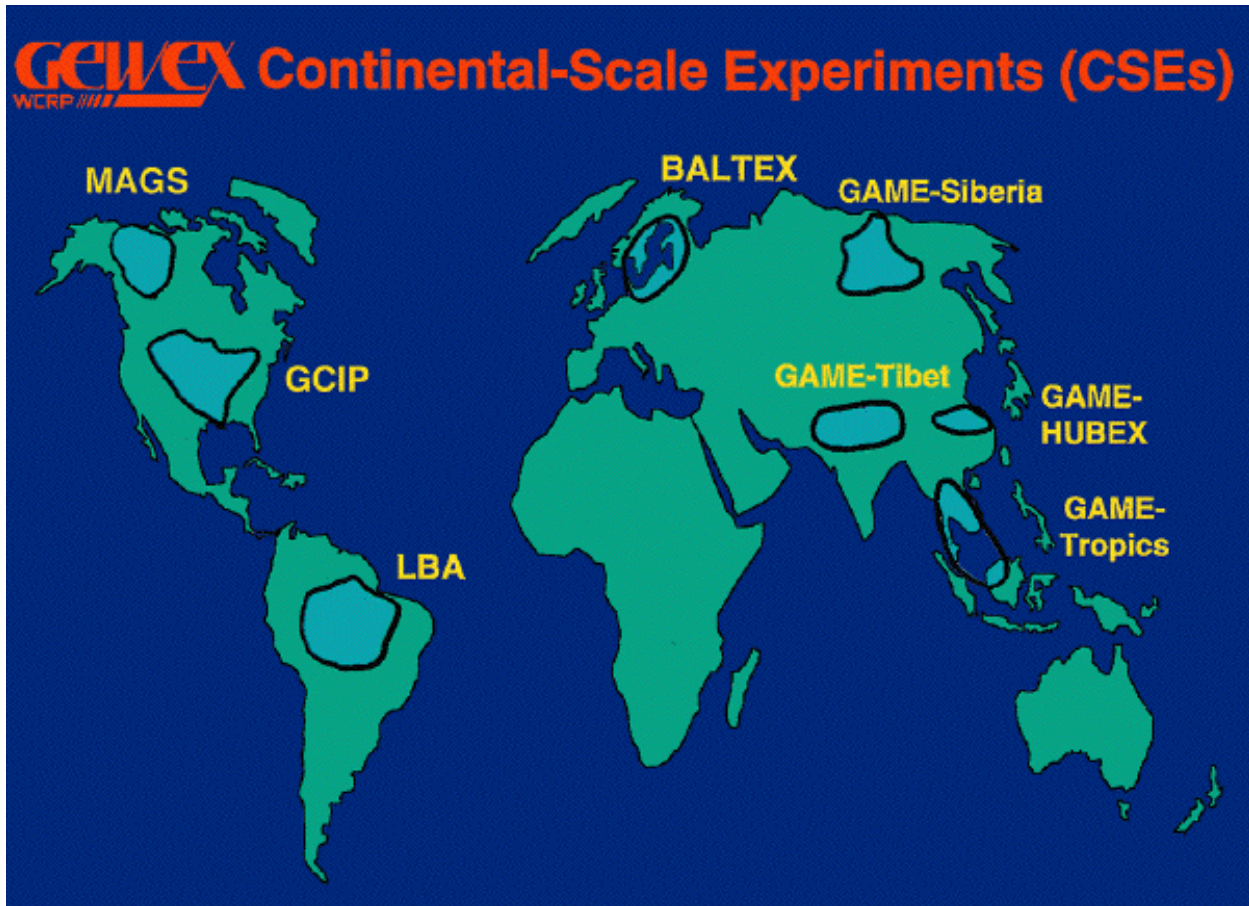 GEWEX Continental-Scale Experiments (CSEs)
WCRP
MAGS
BALTEX
GAME-Siberia
GCIP
GAME-Tibet
GAME-
HUBEX
GAME-
Tropics
LBA